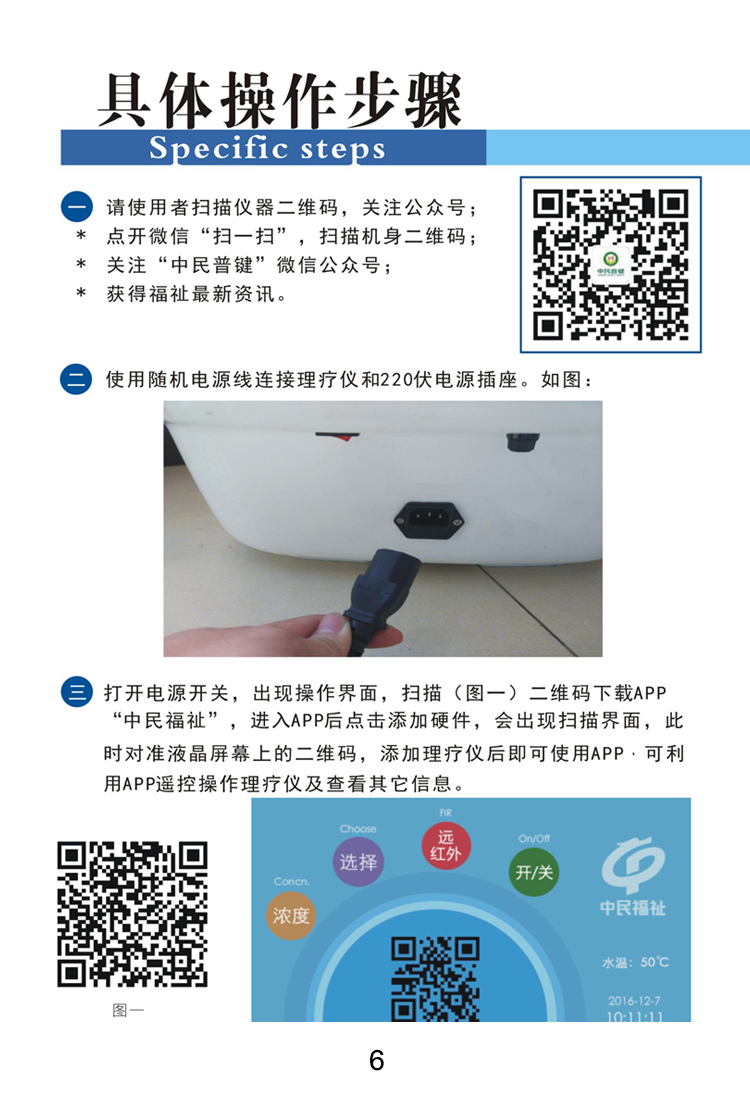 具体操作步骤
Specific steps
一 请使用者扫描仪器二维码，关注公众号；
* 点开微信“扫一扫”，扫描机身二维码；
* 关注“中民普键”微信公众号；
* 获得福祉最新资讯。
中民普键
二 使用随机电源线连接理疗仪和220伏电源插座。如图：
三 打开电源开关，出现操作界面，扫描（图一）二维码下载APP
“中民福祉”，进入APP后点击添加硬件，会出现扫描界面，此
时对准液晶屏幕上的二维码，添加理疗仪后即可使用APP·可利
用APP遥控操作理疗仪及查看其它信息。
图一
FIR
远
红外
Choose
选择
On/Off
开/关
Concn.
浓度
中民福祉
水温：50℃
2016-12-7
10:11:11
6